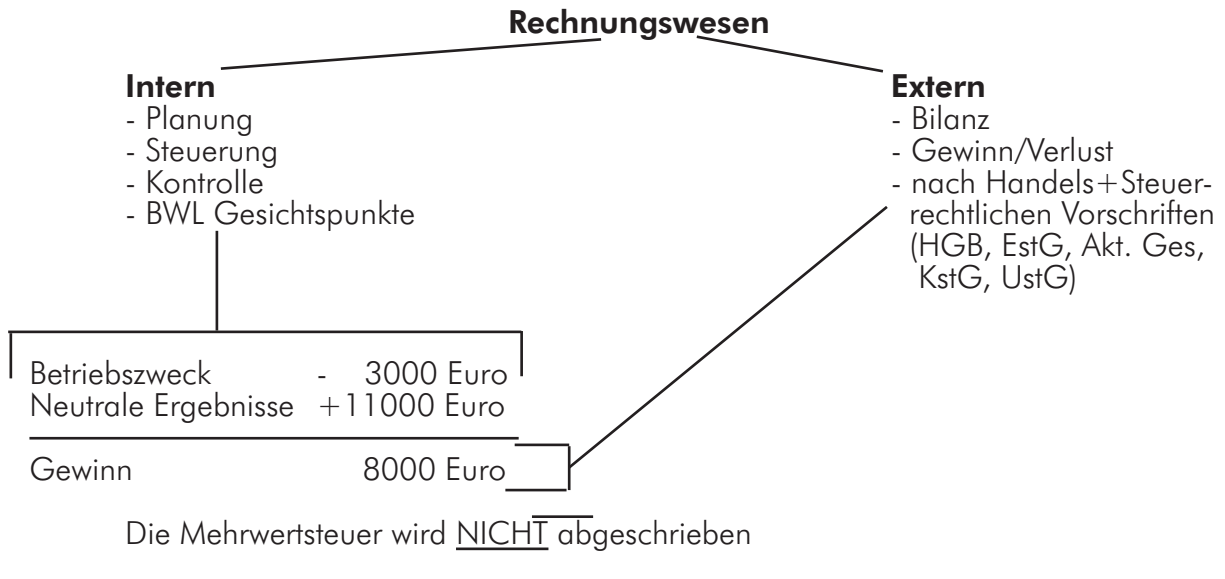 Rechnungswesen
Intern
- Planung
- Steuerung
- Kontrolle
- BWL Gesichtspunkte
Extern
- Bilanz
- Gewinn/Verlust
- nach Handels+Steuer-
rechtlichen Vorschriften
(HGB, EstG, Akt. Ges,
KstG, UstG)
Betriebszweck - 3000 Euro
Neutrale Ergebnisse +11000 Euro
Gewinn 8000 Euro
Die Mehrwertsteuer wird NICHT abgeschrieben